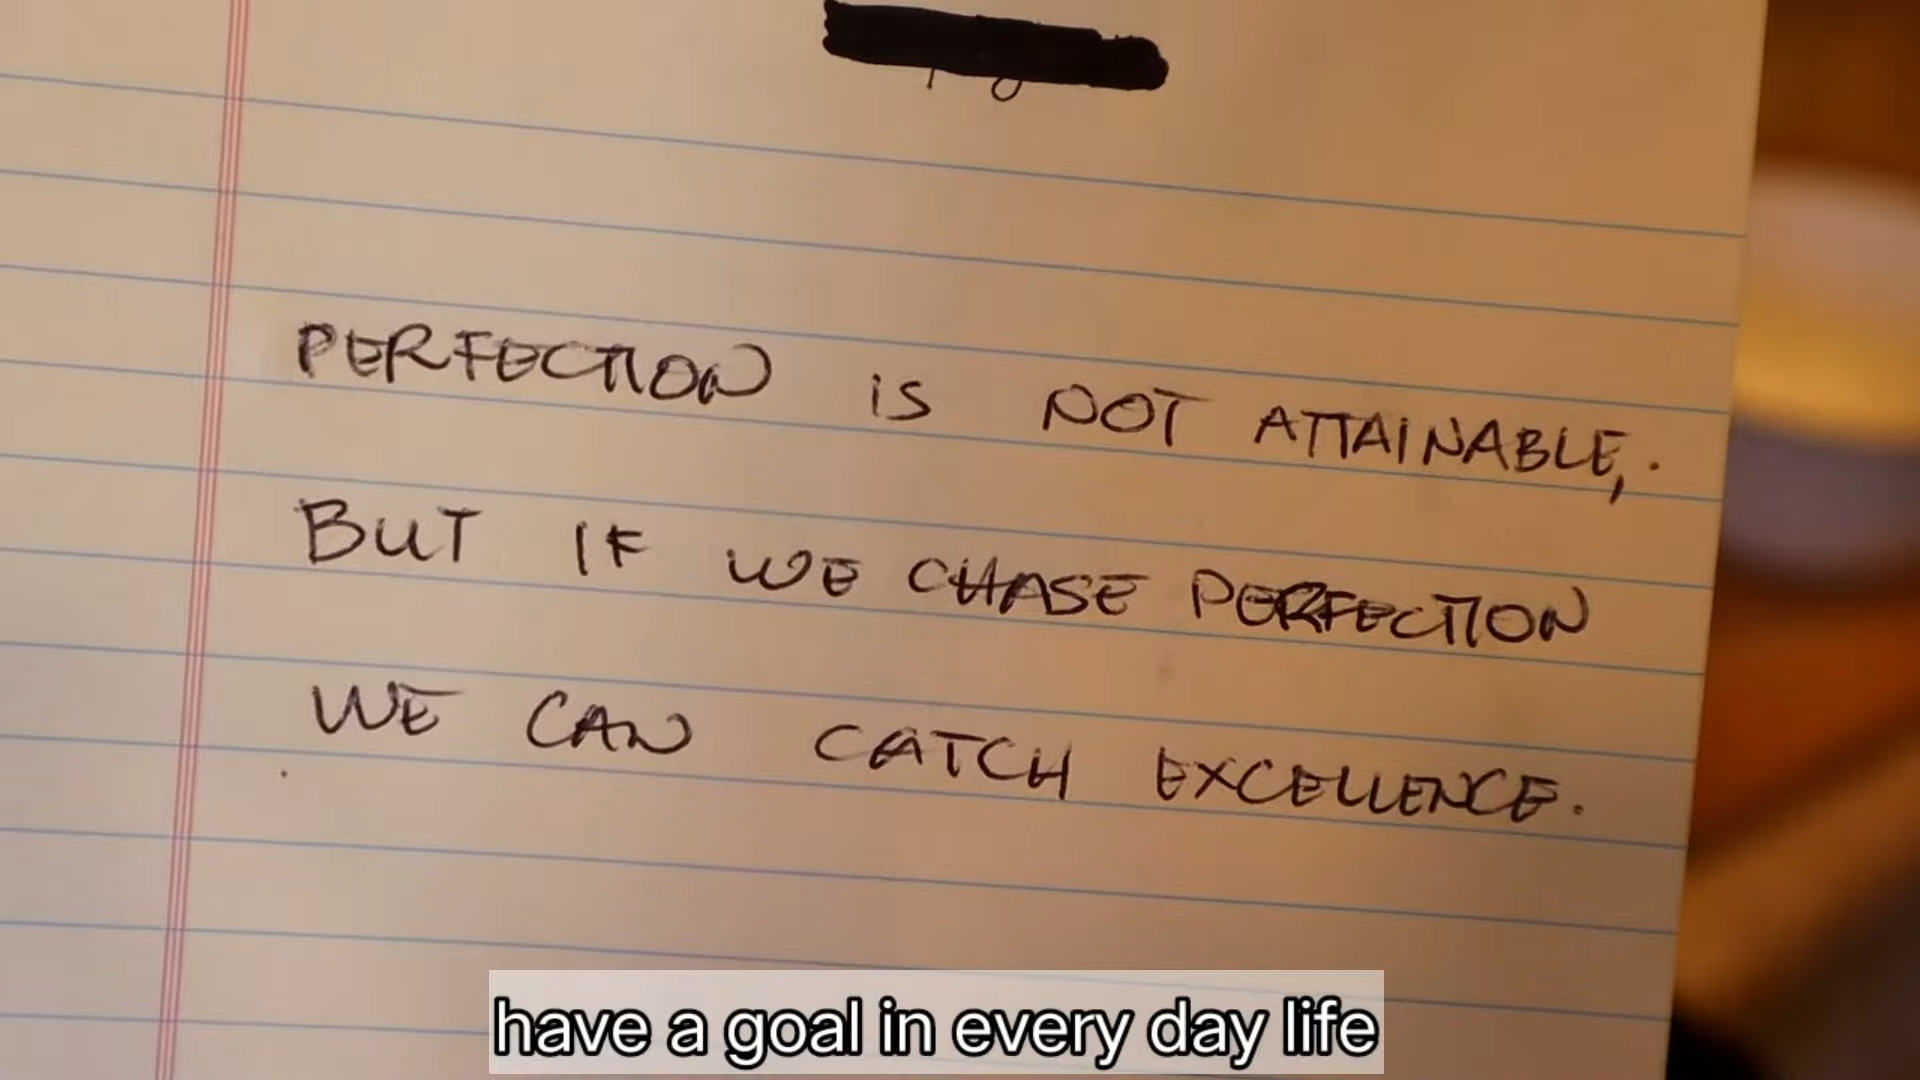 PERFECTION is NOT ATTAINABLE,.
BUT IF WE CHASE PERFECTION
WE CAN CATCH EXCELLENCE.
have a goal in every day life